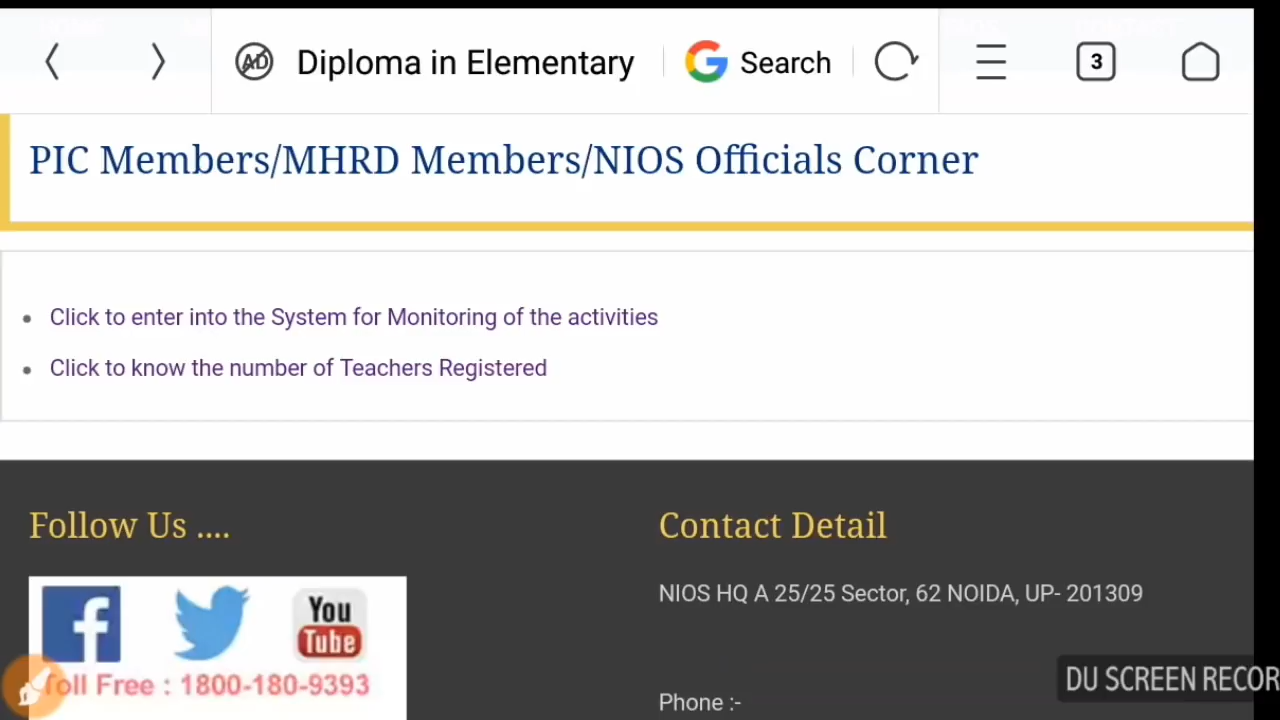 AD Diploma in Elementary Search 3
PIC Members/MHRD Members/NIOS Officials Corner
Click to enter into the System for Monitoring of the activities
Click to know the number of Teachers Registered
Follow Us ....
Contact Detail
NIOS HQ A 25/25 Sector, 62 NOIDA, UP- 201309
You Tube
Toll Free : 1800-180-9393
Phone :-
DU SCREEN RECOR